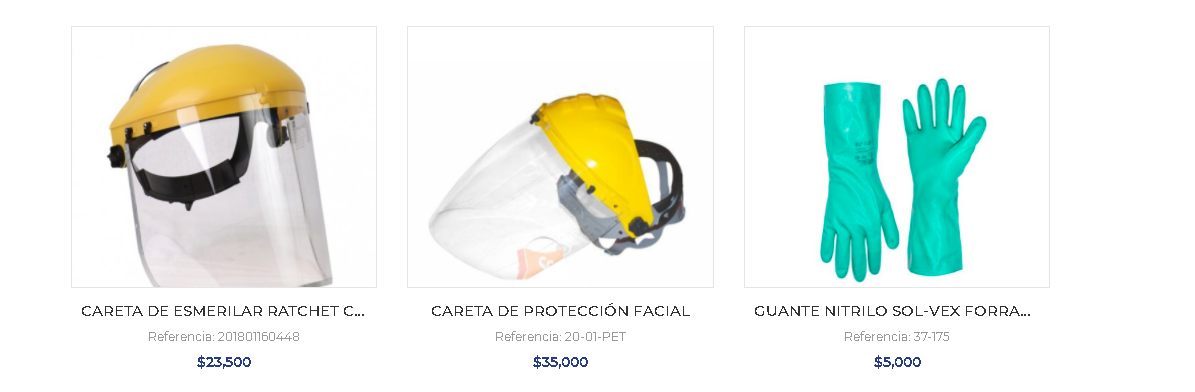 CARETA DE ESMERILAR RATCHET C...
Referencia: 201801160448
$23,500
CARETA DE PROTECCIÓN FACIAL
Referencia: 20-01-PET
$35,000
GUANTE NITRILO SOL-VEX FORRA...
Referencia: 37-175
$5,000